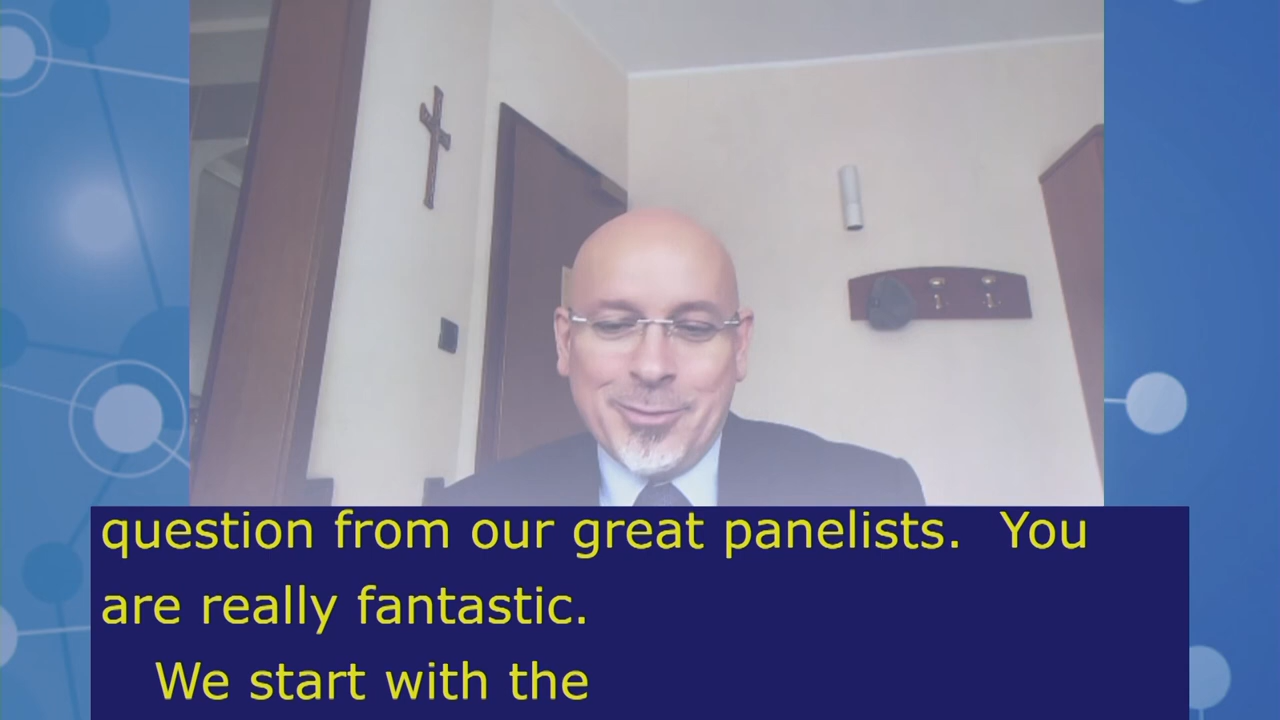 question from our great panelists.  You
are really fantastic.
We start with the